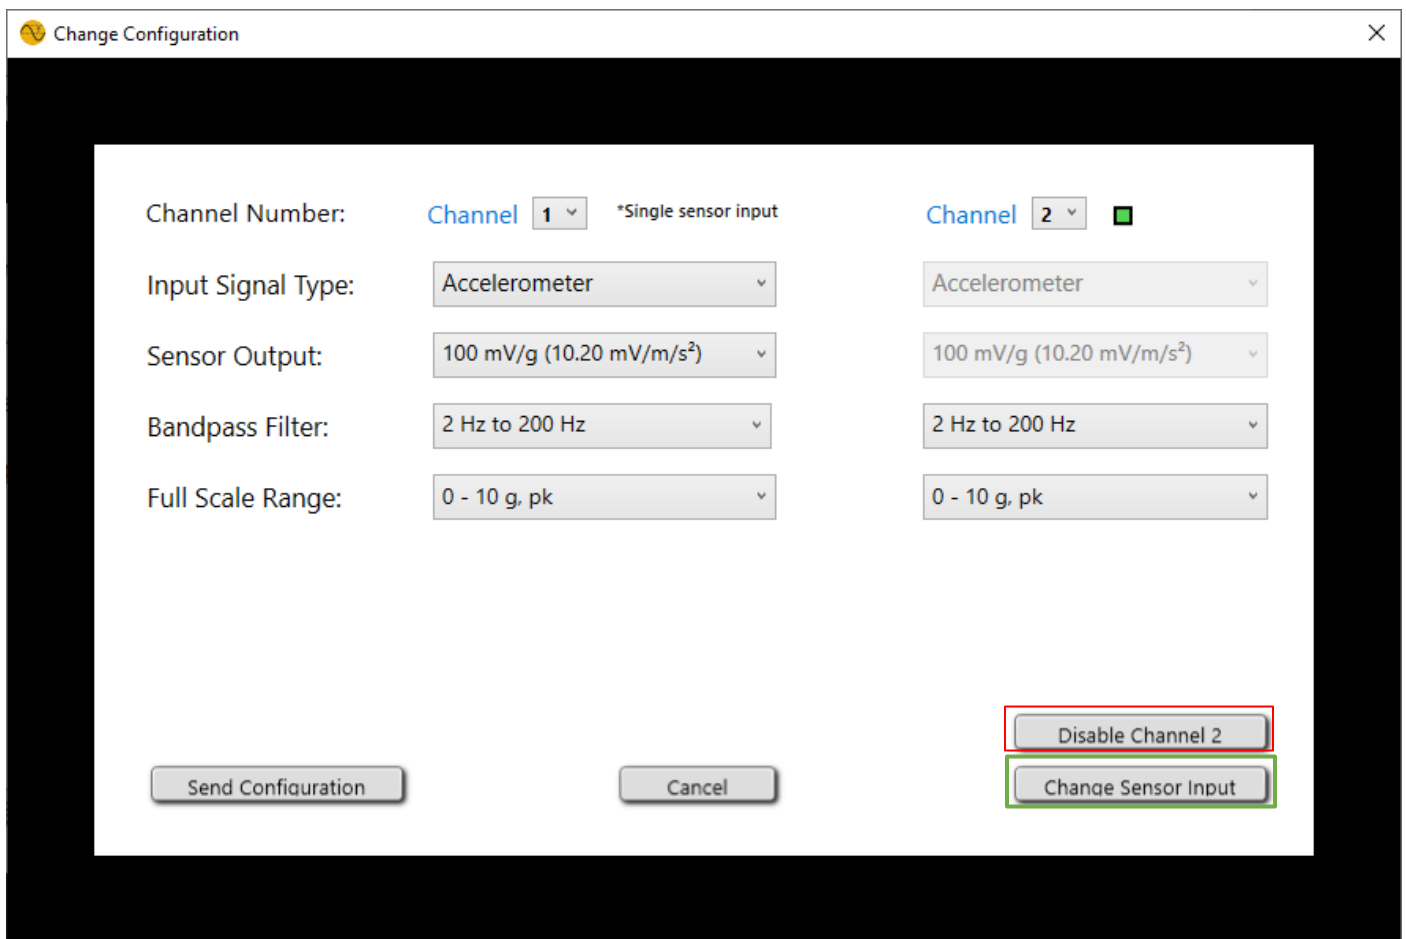 Change Configuration
Channel Number: Channel 1 *Single sensor input Channel 2
Input Signal Type: Accelerometer Accelerometer
Sensor Output: 100 mV/g (10.20 mV/m/s²) 100 mV/g (10.20 mV/m/s²)
Bandpass Filter: 2 Hz to 200 Hz 2 Hz to 200 Hz
Full Scale Range: 0 - 10 g, pk 0 - 10 g, pk
Disable Channel 2
Send Configuration Cancel Change Sensor Input